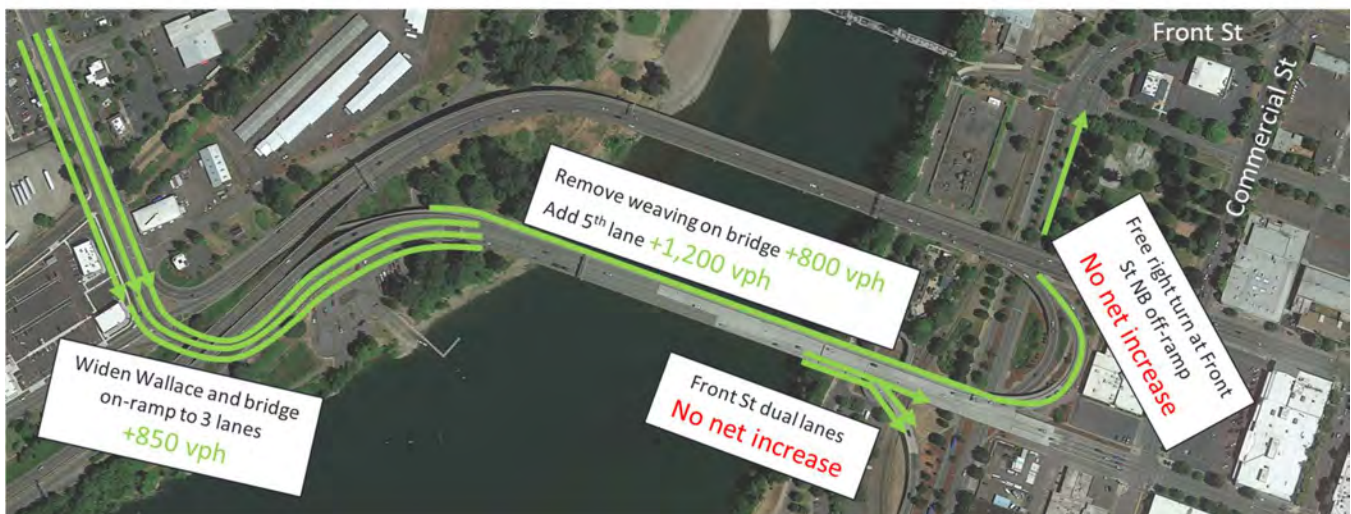 Front St
Commercial St
Remove weaving on bridge +800 vph
Add 5th lane +1,200 vph
Free right turn at Front
St NB off-ramp
No net increase
Widen Wallace and bridge
on-ramp to 3 lanes
+850 vph
Front St dual lanes
No net increase